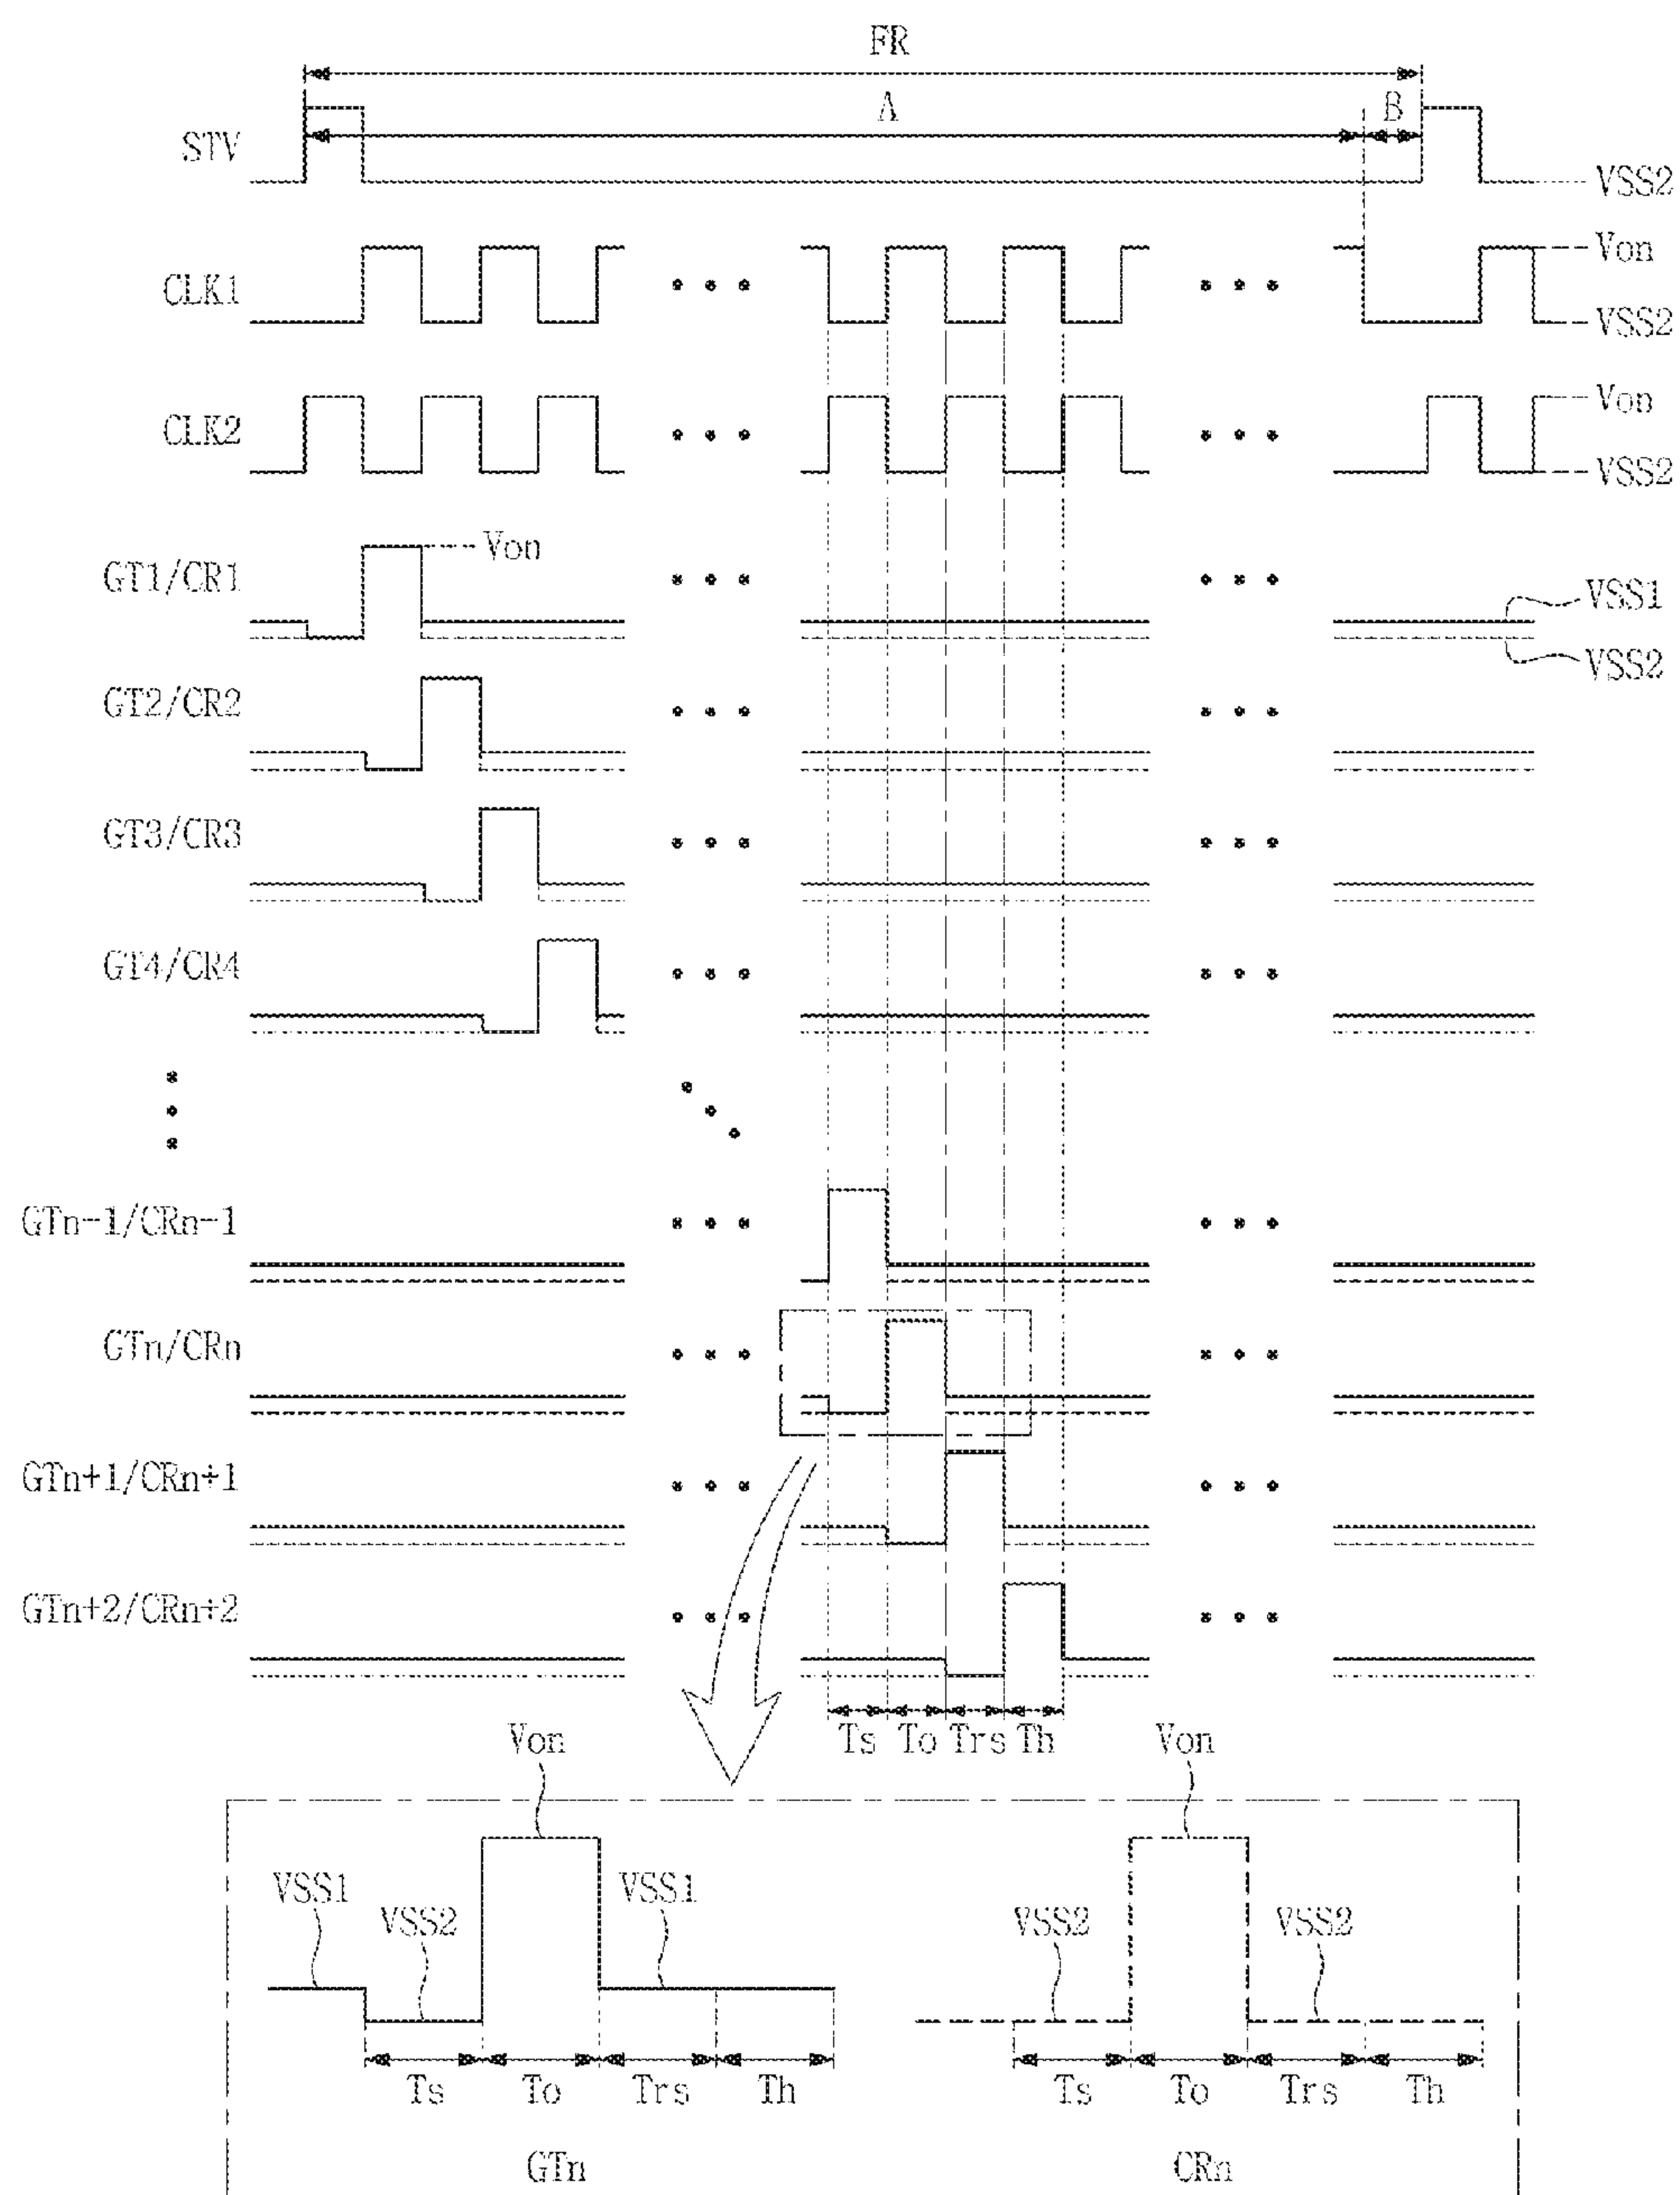 FR
A B
STV
VSS2
CLK1
Von
VSS2
CLK2
Von
VSS2
GT1/CR1
Von
VSS1
VSS2
GT2/CR2
GT3/CR3
GT4/CR4
GTn-1/CRn-1
GTn/CRn
GTn+1/CRn+1
GTn+2/CRn+2
Ts To Trs Th
Von Von
VSS1 VSS2 VSS1 VSS2 VSS2
Ts To Trs Th Ts To Trs Th
GTn CRn